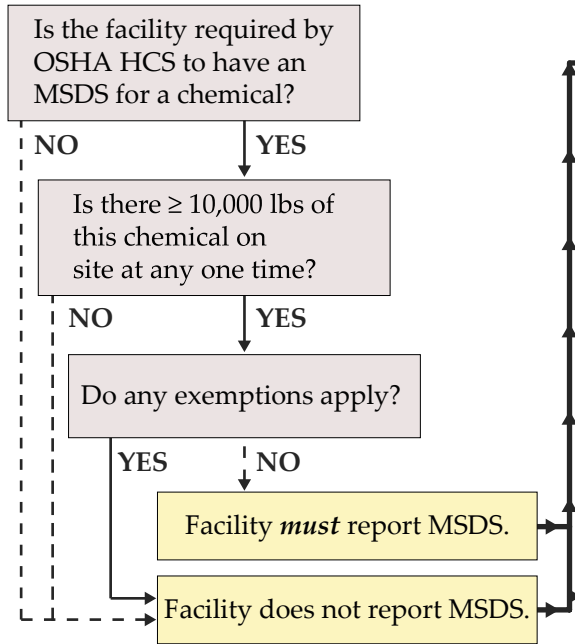 Is the facility required by
OSHA HCS to have an
MSDS for a chemical?
NO
YES
Is there ≥ 10,000 lbs of
this chemical on
site at any one time?
NO
YES
Do any exemptions apply?
YES
NO
Facility must report MSDS.
Facility does not report MSDS.